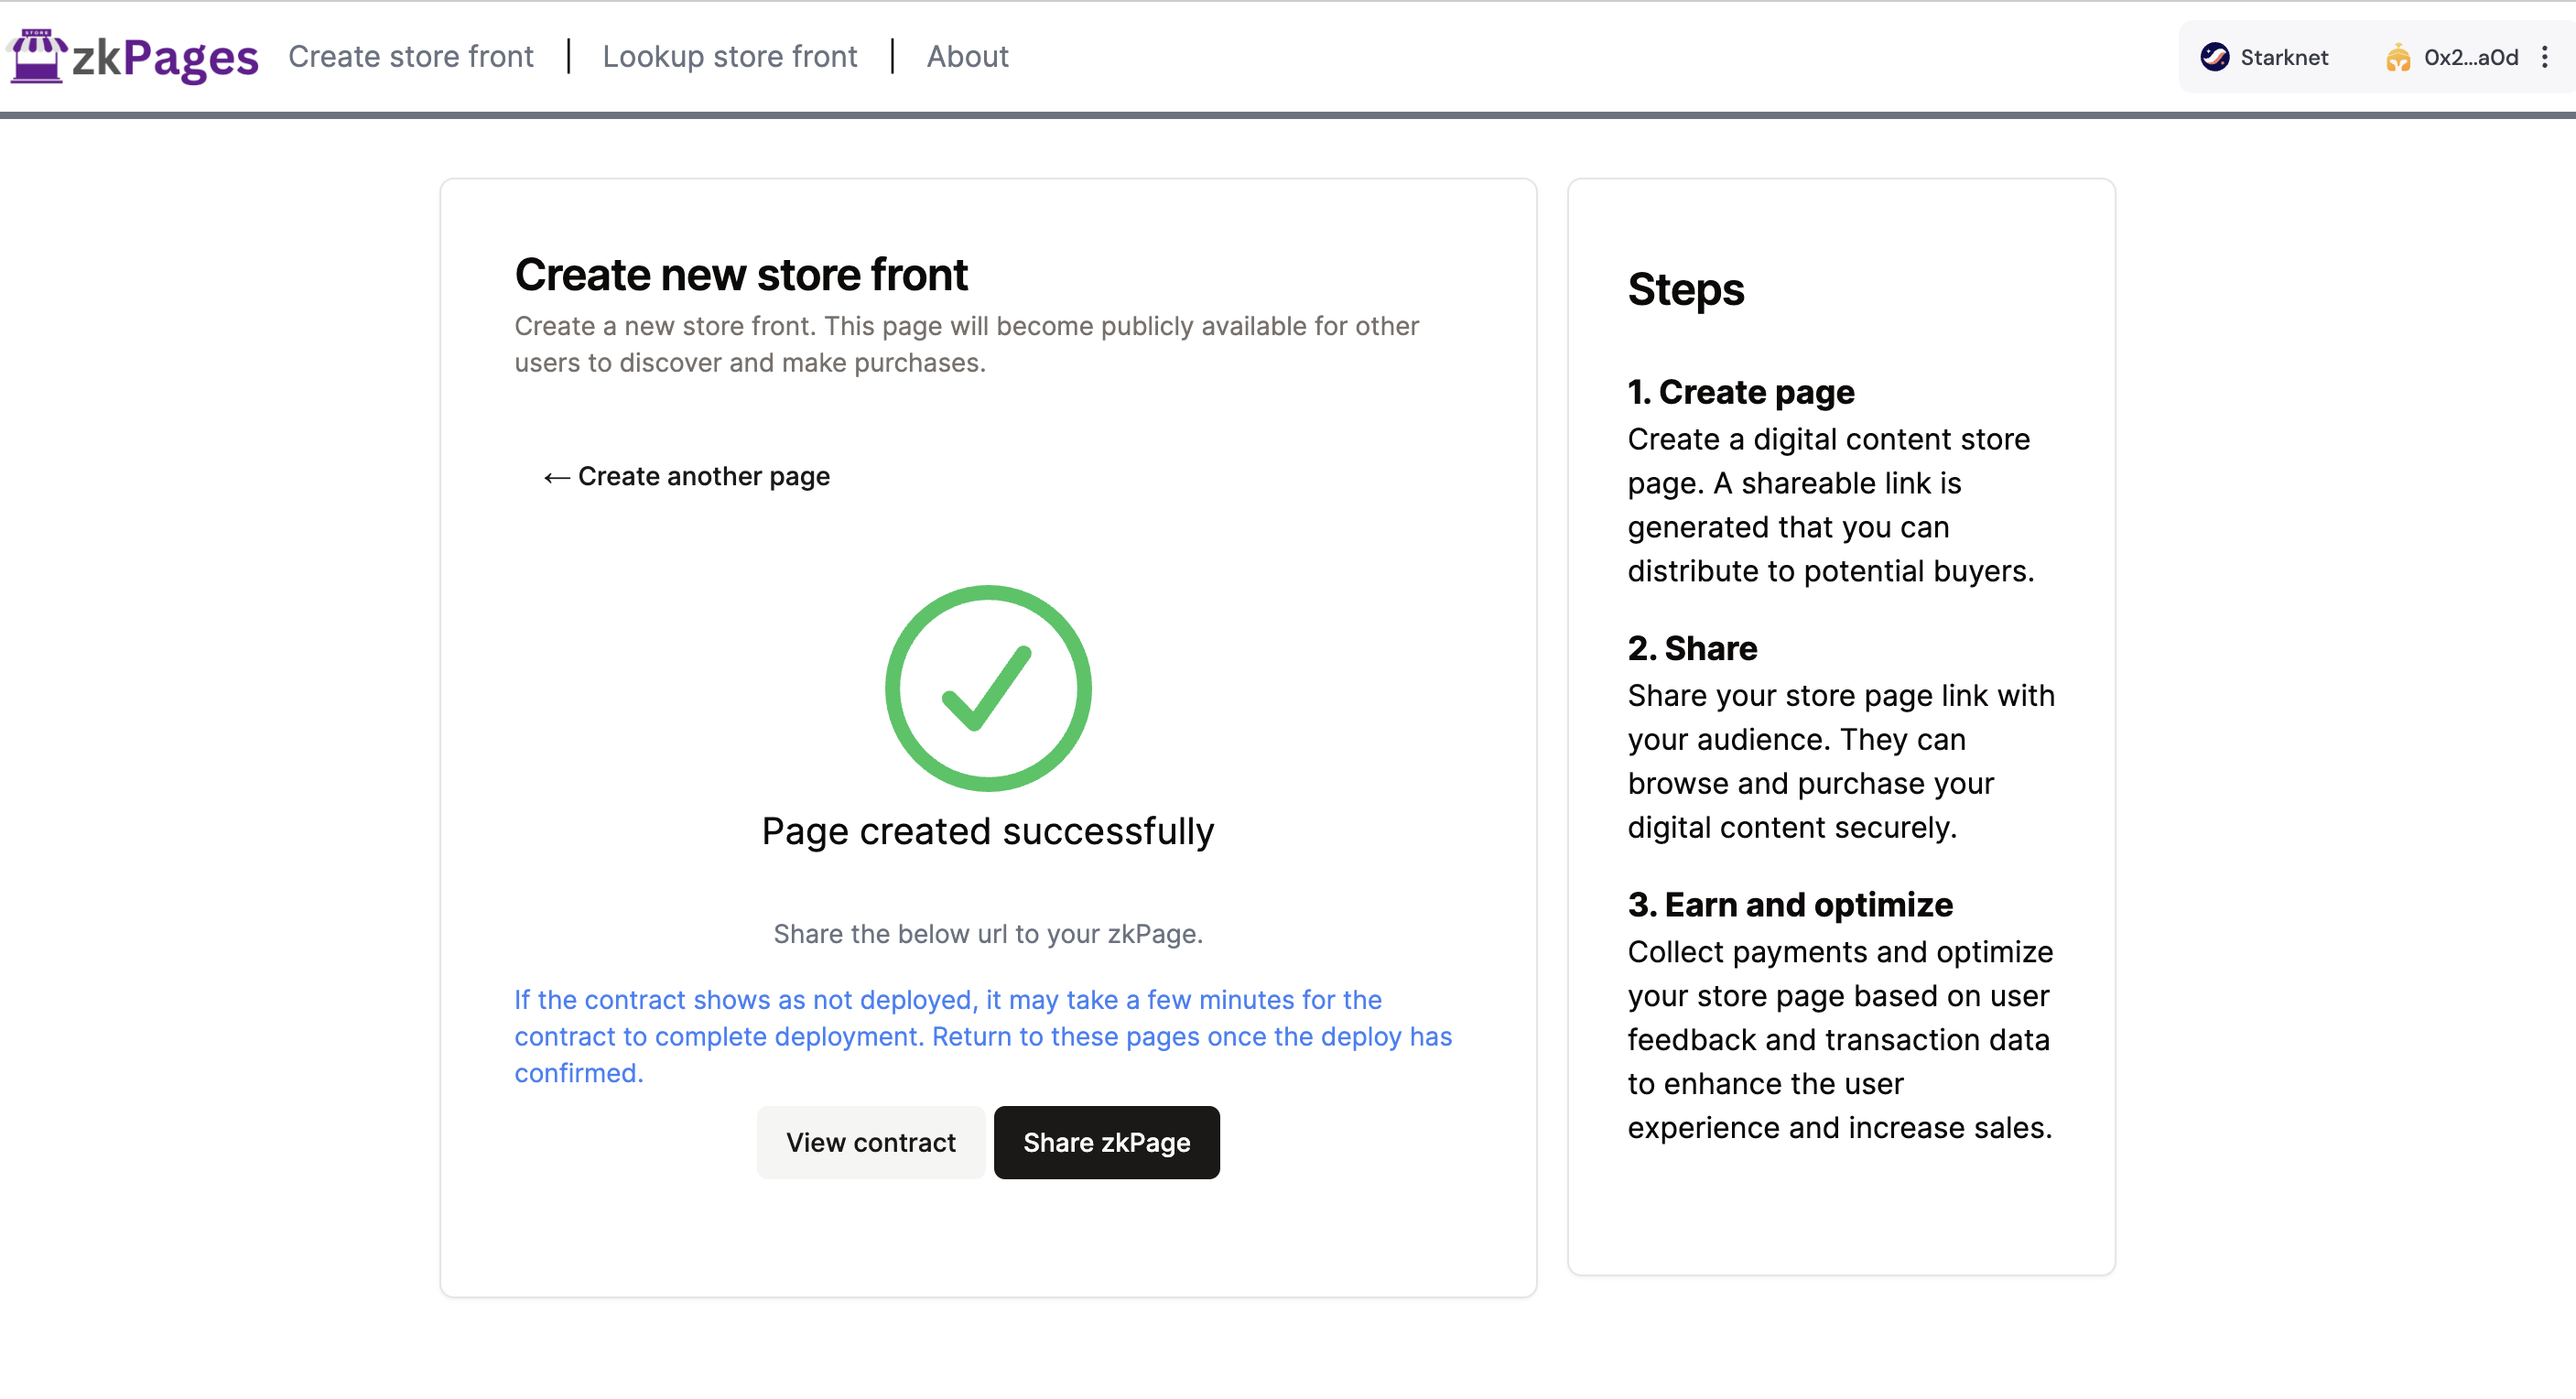 STORE
zkPages
Create store front
Lookup store front
About
Starknet
0x2...a0d
Create new store front
Create a new store front. This page will become publicly available for other
users to discover and make purchases.
← Create another page
Page created successfully
Share the below url to your zkPage.
If the contract shows as not deployed, it may take a few minutes for the
contract to complete deployment. Return to these pages once the deploy has
confirmed.
View contract
Share zkPage
Steps
1. Create page
Create a digital content store
page. A shareable link is
generated that you can
distribute to potential buyers.
2. Share
Share your store page link with
your audience. They can
browse and purchase your
digital content securely.
3. Earn and optimize
Collect payments and optimize
your store page based on user
feedback and transaction data
to enhance the user
experience and increase sales.